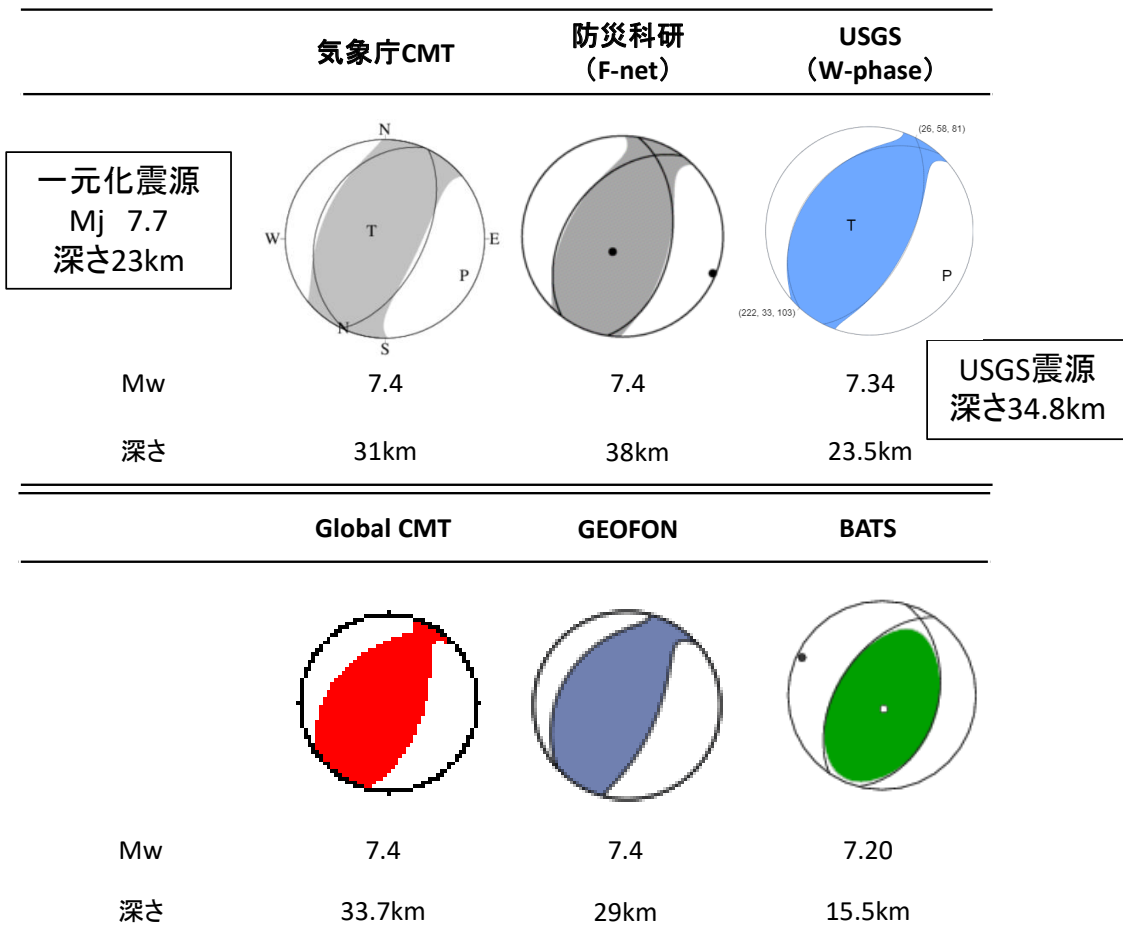 気象庁CMT
防災科研
（F-net）
USGS
（W-phase）
一元化震源
Mj 7.7
深さ23km
N
W
T
E
P
N
S
(26, 58, 81)
T
P
(222, 33, 103)
USGS震源
深さ34.8km
Mw 7.4 7.4 7.34
深さ 31km 38km 23.5km
Global CMT GEOFON BATS
Mw 7.4 7.4 7.20
深さ 33.7km 29km 15.5km